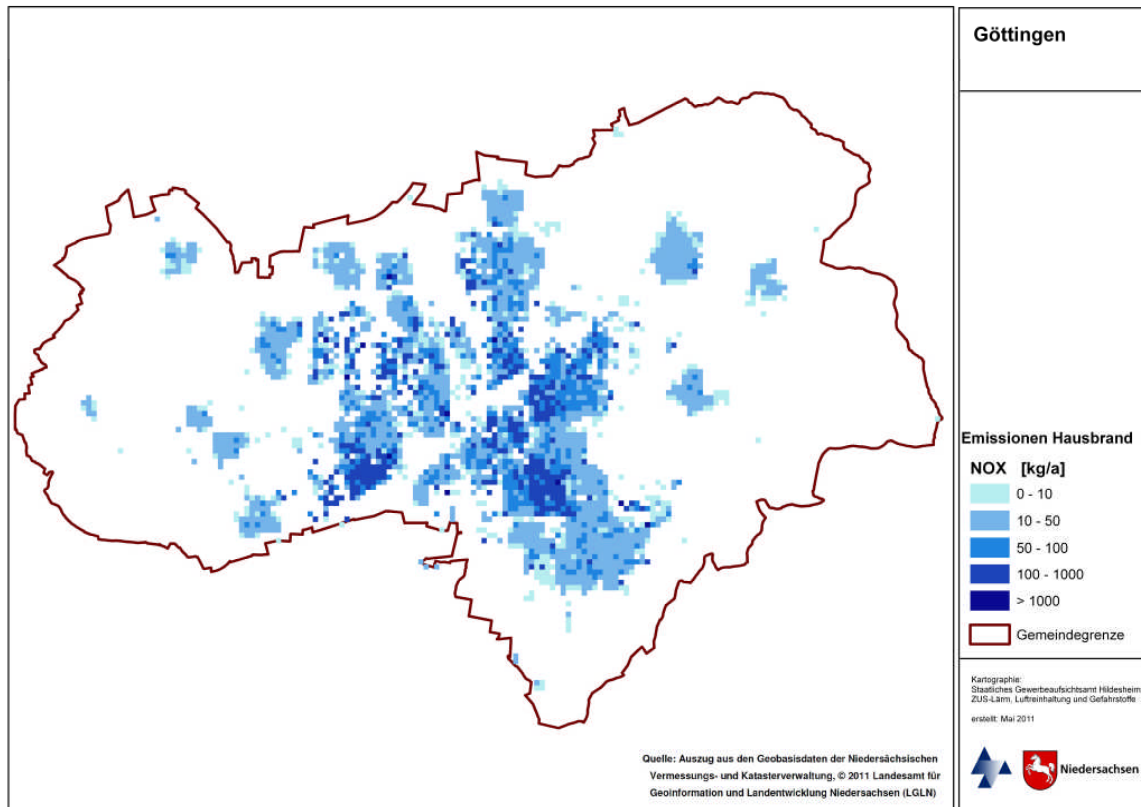 Göttingen
Emissionen Hausbrand
NOX [kg/a]
0 - 10
10 - 50
50 - 100
100 - 1000
> 1000
Gemeindegrenze
Kartographie:
Staatliches Gewerbeaufsichtsamt Hildesheim
ZUS-Lärm, Luftreinhaltung und Gefahrstoffe
erstellt: Mai 2011
Niedersachsen
Quelle: Auszug aus den Geobasisdaten der Niedersächsischen
Vermessungs- und Katasterverwaltung, © 2011 Landesamt für
Geoinformation und Landentwicklung Niedersachsen (LGLN)